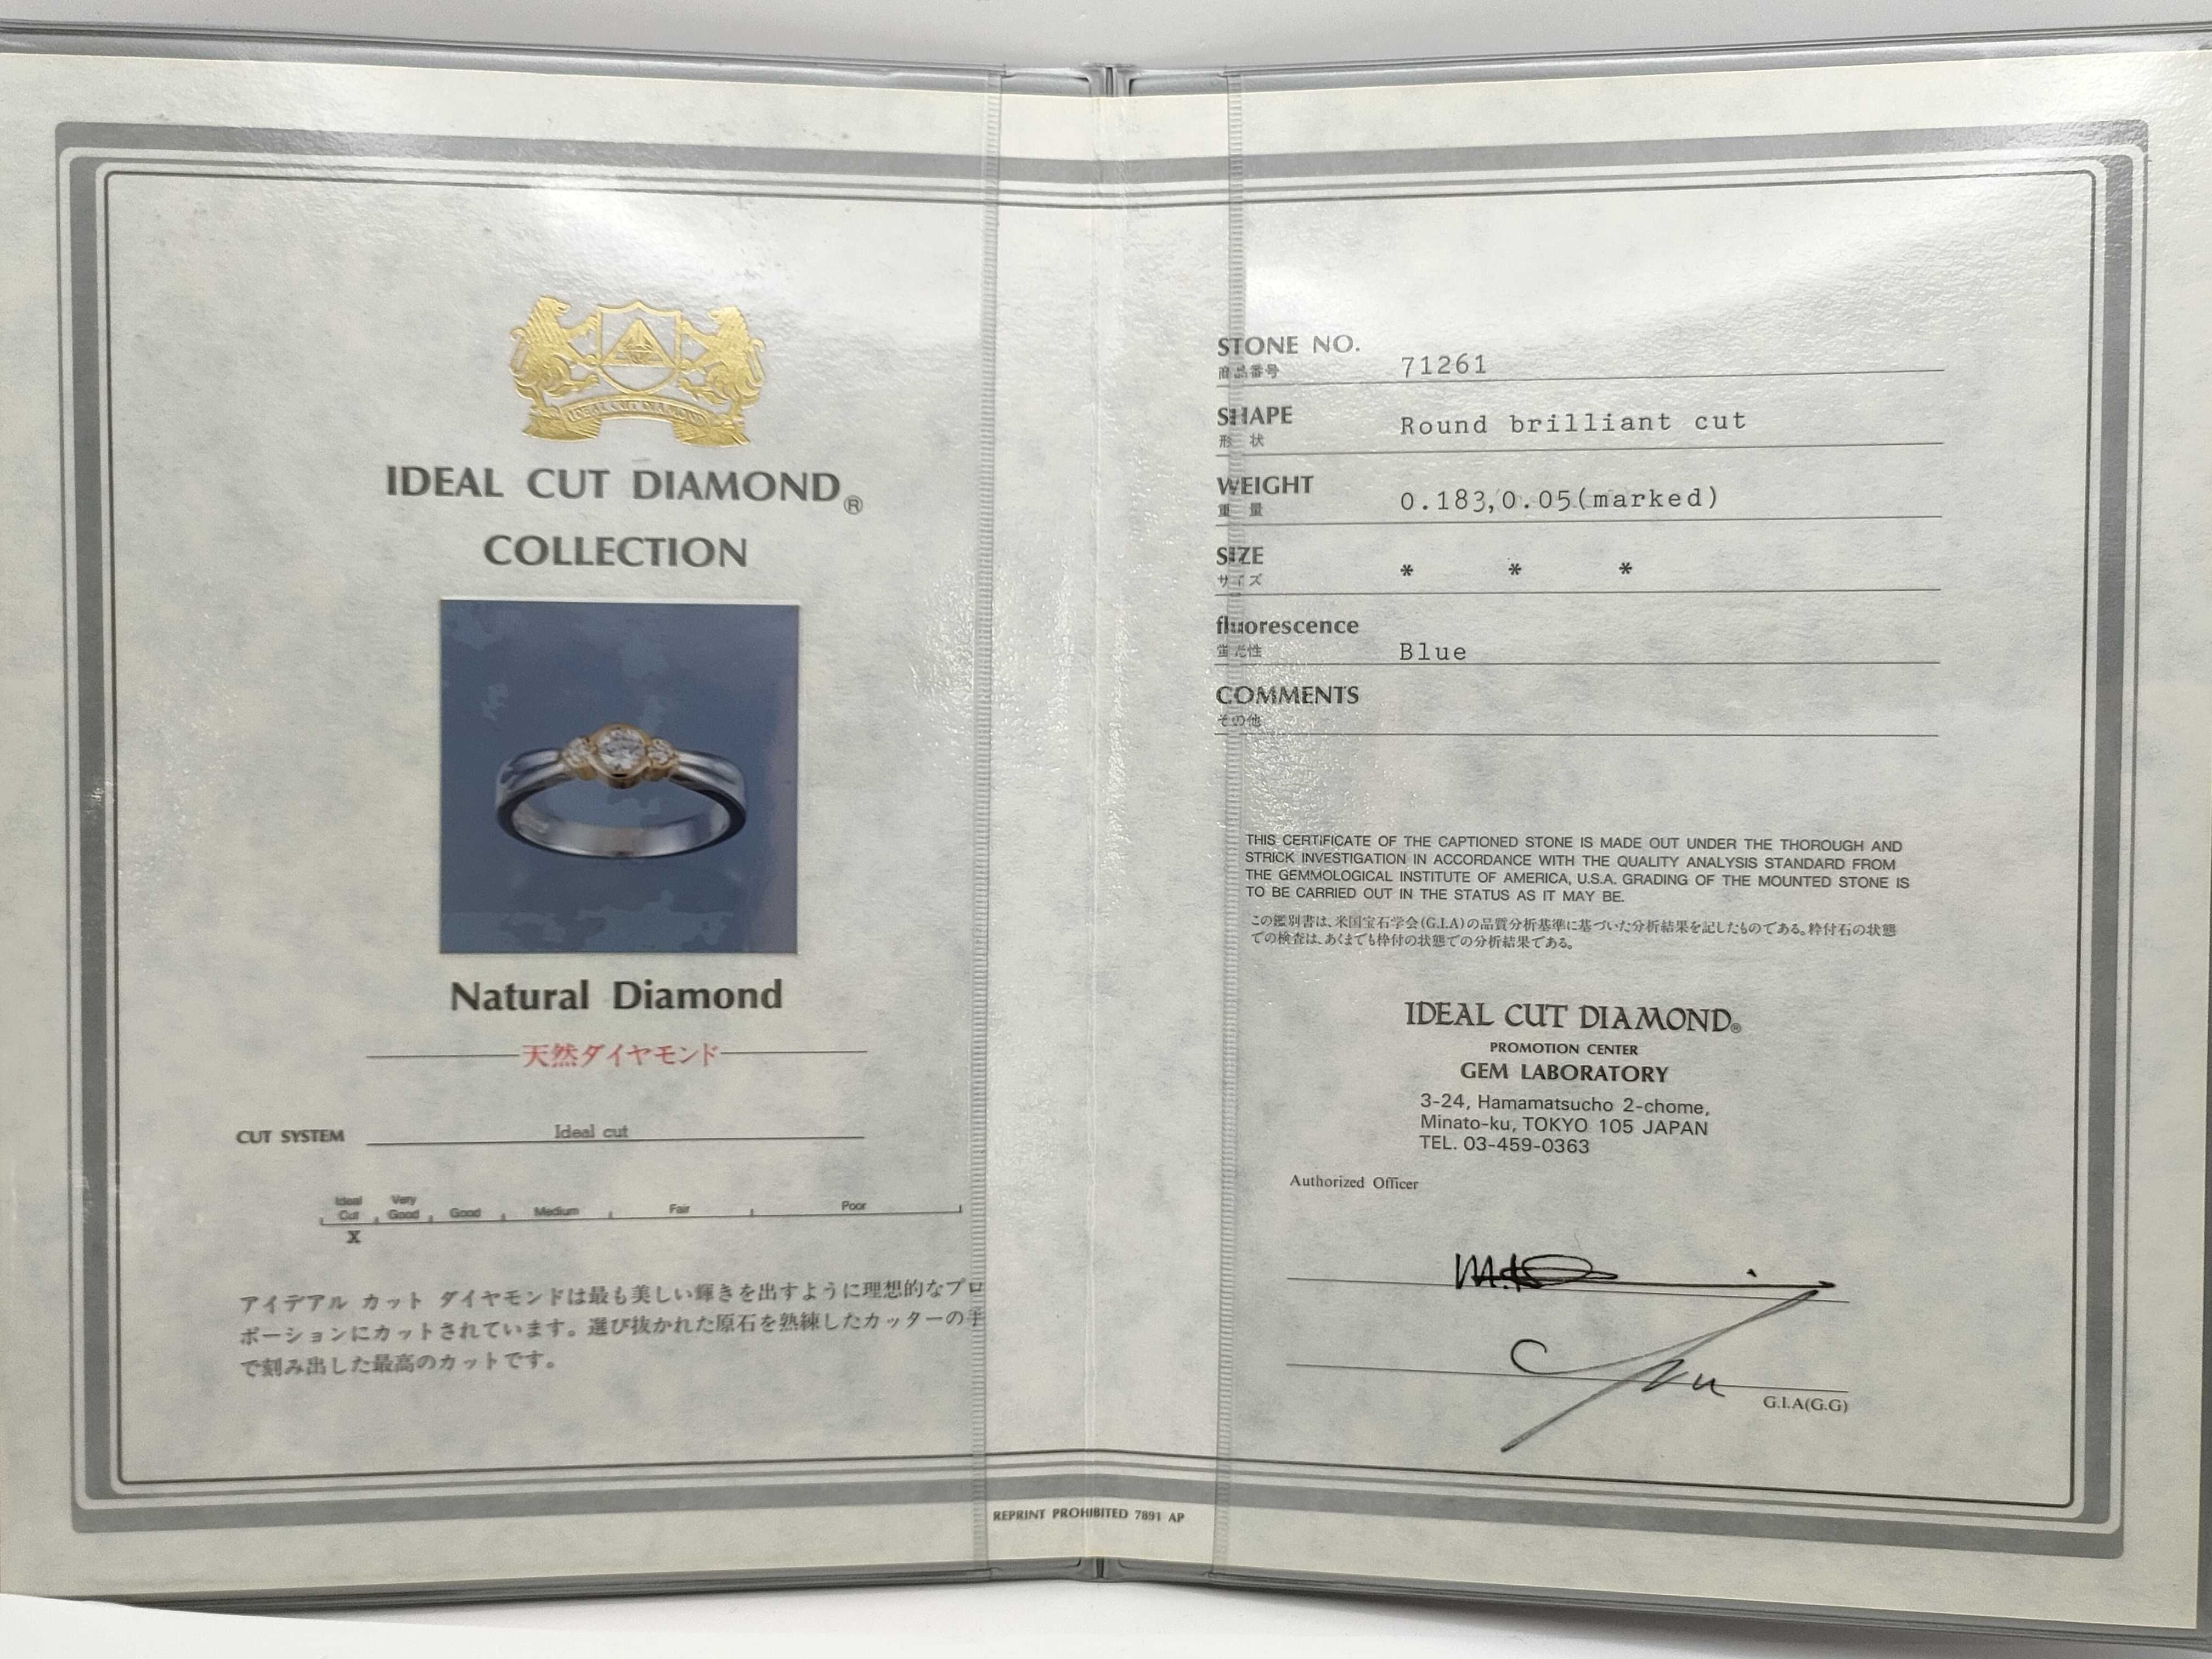 IDEAL CUT DIAMOND
IDEAL CUT DIAMOND®
COLLECTION
Natural Diamond
天然ダイヤモンド
CUT SYSTEM Ideal cut
Ideal Cut Very Good Good Medium Fair Poor
X
アイデアル カット ダイヤモンドは最も美しい輝きを出すように理想的なプロ
ポーションにカットされています。選び抜かれた原石を熟練したカッターの手
で刻み出した最高のカットです。
STONE NO.
商品番号 71261
SHAPE
形 状 Round brilliant cut
WEIGHT
重 量 0.183,0.05(marked)
SIZE
サイズ * * *
fluorescence
蛍光性 Blue
COMMENTS
その他
THIS CERTIFICATE OF THE CAPTIONED STONE IS MADE OUT UNDER THE THOROUGH AND
STRICK INVESTIGATION IN ACCORDANCE WITH THE QUALITY ANALYSIS STANDARD FROM
THE GEMMOLOGICAL INSTITUTE OF AMERICA, U.S.A. GRADING OF THE MOUNTED STONE IS
TO BE CARRIED OUT IN THE STATUS AS IT MAY BE.
この鑑別書は、米国宝石学会(G.I.A)の品質分析基準に基づいた分析結果を記したものである。枠付石の状態
での検査は、あくまでも枠付の状態での分析結果である。
IDEAL CUT DIAMOND®
PROMOTION CENTER
GEM LABORATORY
3-24, Hamamatsucho 2-chome,
Minato-ku, TOKYO 105 JAPAN
TEL. 03-459-0363
Authorized Officer
G.I.A(G.G)
REPRINT PROHIBITED 7891 AP